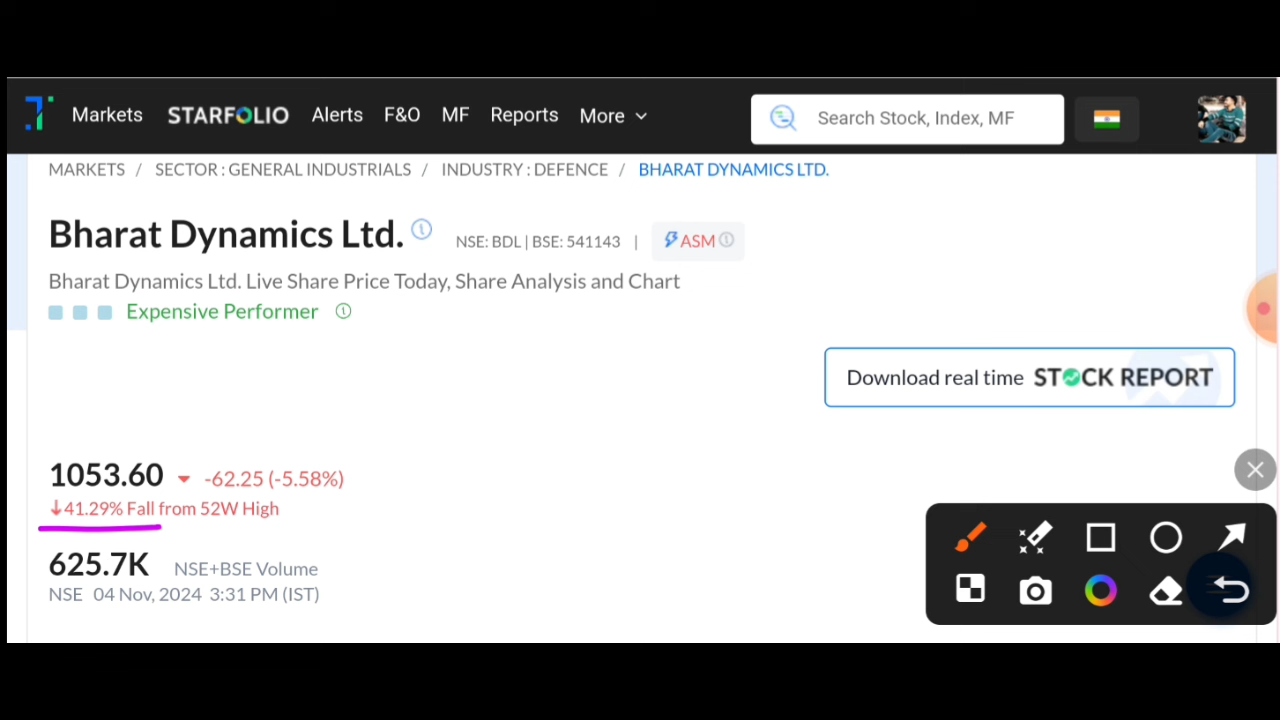 Markets STARFOLIO Alerts F&O MF Reports More Search Stock, Index, MF
MARKETS / SECTOR : GENERAL INDUSTRIALS / INDUSTRY : DEFENCE / BHARAT DYNAMICS LTD.
Bharat Dynamics Ltd. NSE: BDL | BSE: 541143 | ASM
Bharat Dynamics Ltd. Live Share Price Today, Share Analysis and Chart
Expensive Performer
Download real time STOCK REPORT
1053.60 -62.25 (-5.58%)
↓41.29% Fall from 52W High
625.7K NSE+BSE Volume
NSE 04 Nov, 2024 3:31 PM (IST)